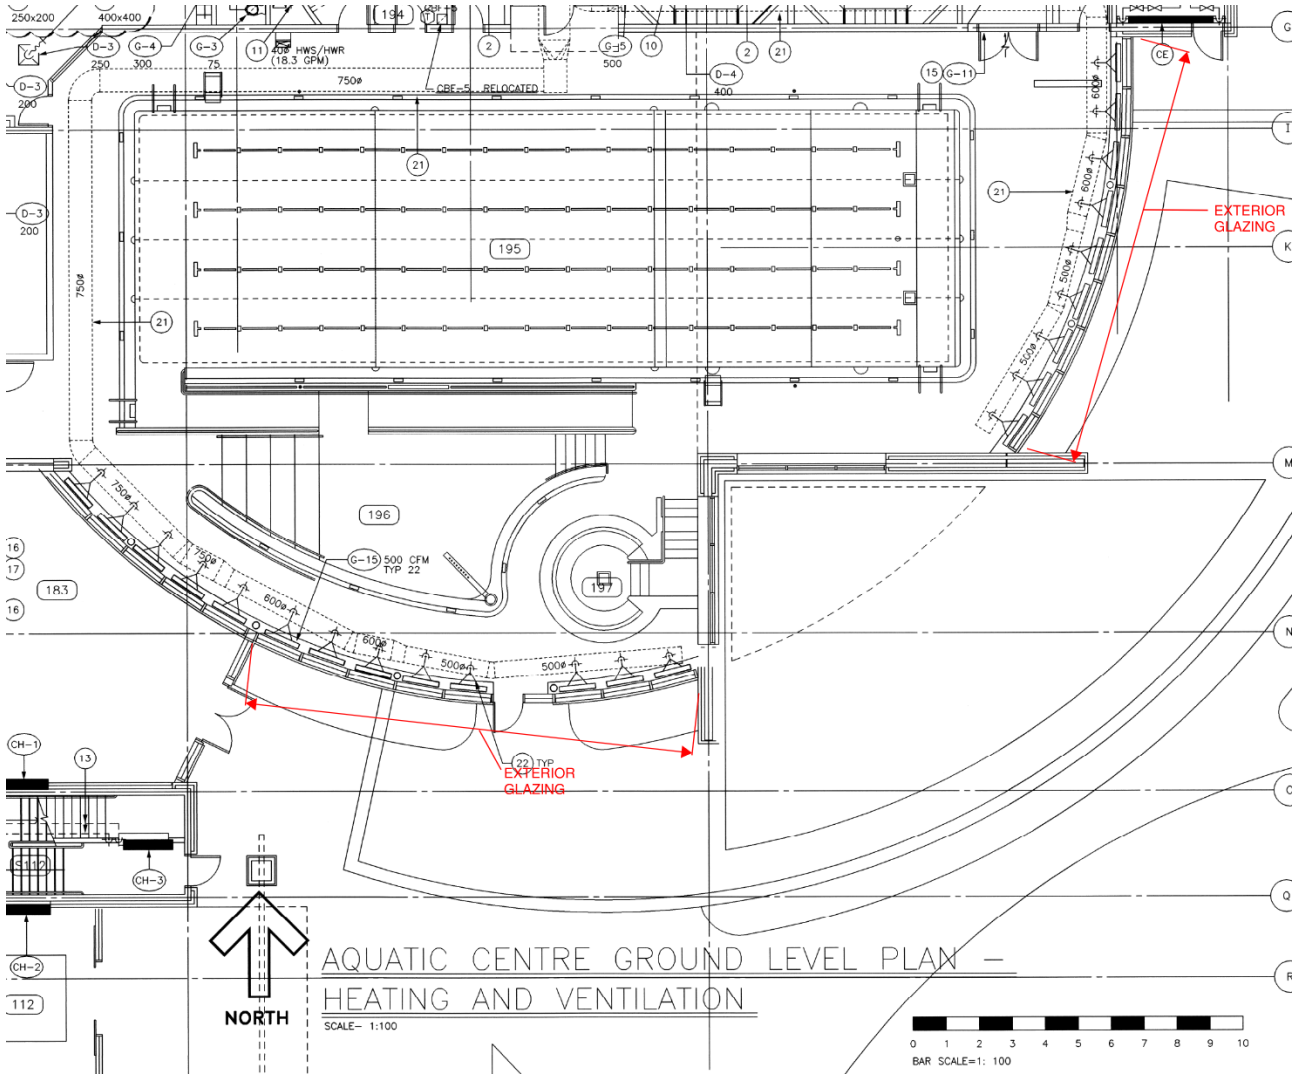 250x200
400x400
194
CBF-5
G
D-3
250
G-4
300
G-3
75
11
40ø HWS/HWR
(18.3 GPM)
2
G-5
500
10
2
21
CE
750ø
D-4
400
15
G-11
600ø
D-3
200
CBF-5 RELOCATED
I
21
600ø
21
D-3
200
EXTERIOR
GLAZING
195
K
500ø
750ø
21
500ø
M
750ø
196
16
17
750ø
G-15
500 CFM
TYP 22
183
197
16
600ø
600ø
N
500ø
500ø
CH-1
13
22
TYP
EXTERIOR
GLAZING
O
S112
CH-3
Q
CH-2
AQUATIC CENTRE GROUND LEVEL PLAN –
R
112
HEATING AND VENTILATION
NORTH
SCALE- 1:100
0 1 2 3 4 5 6 7 8 9 10
BAR SCALE=1: 100